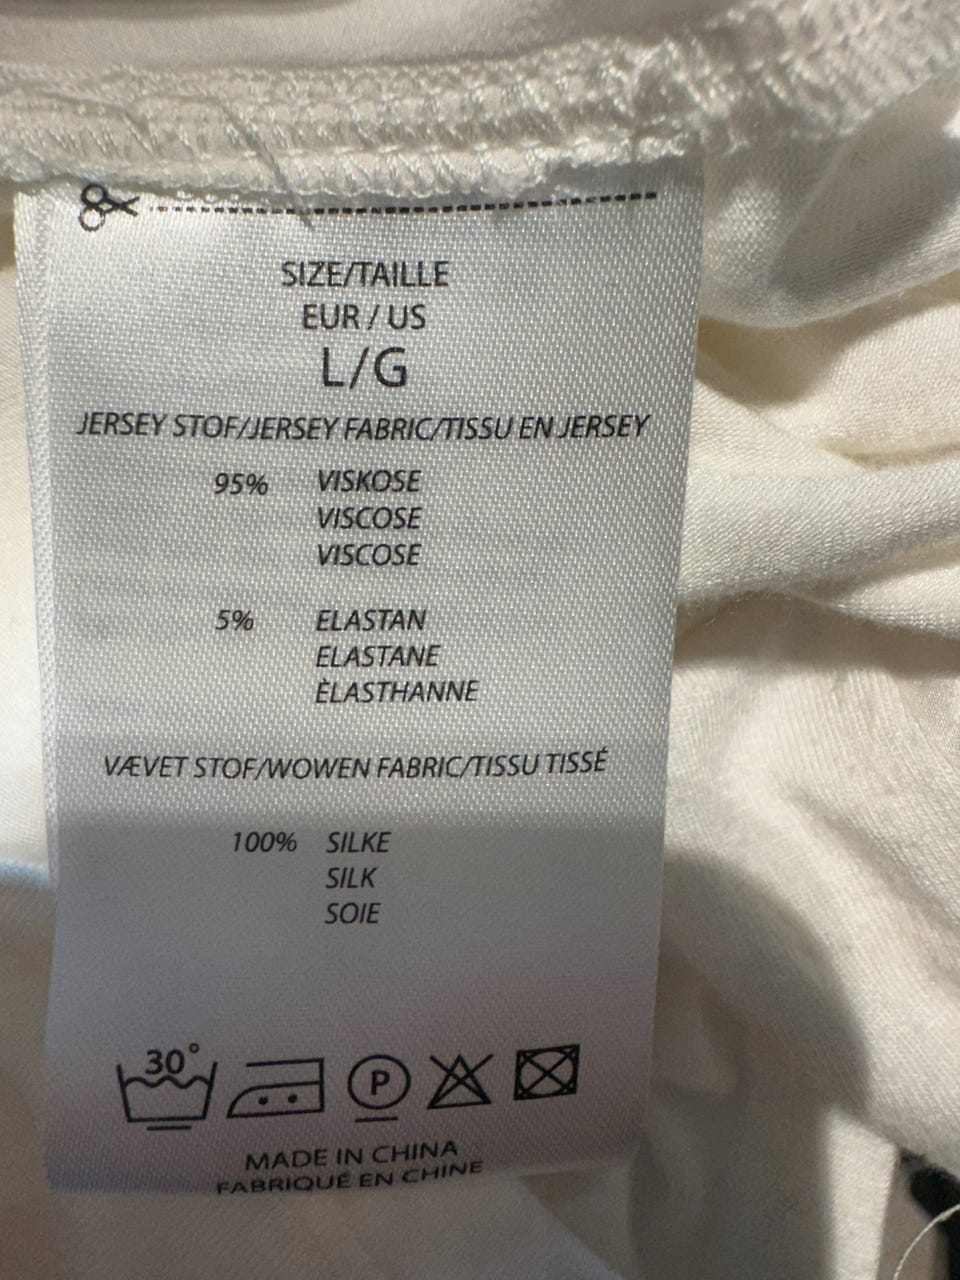 SIZE/TAILLE
EUR / US
L/G
JERSEY STOF/JERSEY FABRIC/TISSU EN JERSEY
95% VISKOSE
VISCOSE
VISCOSE
5% ELASTAN
ELASTANE
ÈLASTHANNE
VÆVET STOF/WOWEN FABRIC/TISSU TISSÉ
100% SILKE
SILK
SOIE
30° P
MADE IN CHINA
FABRIQUÉ EN CHINE